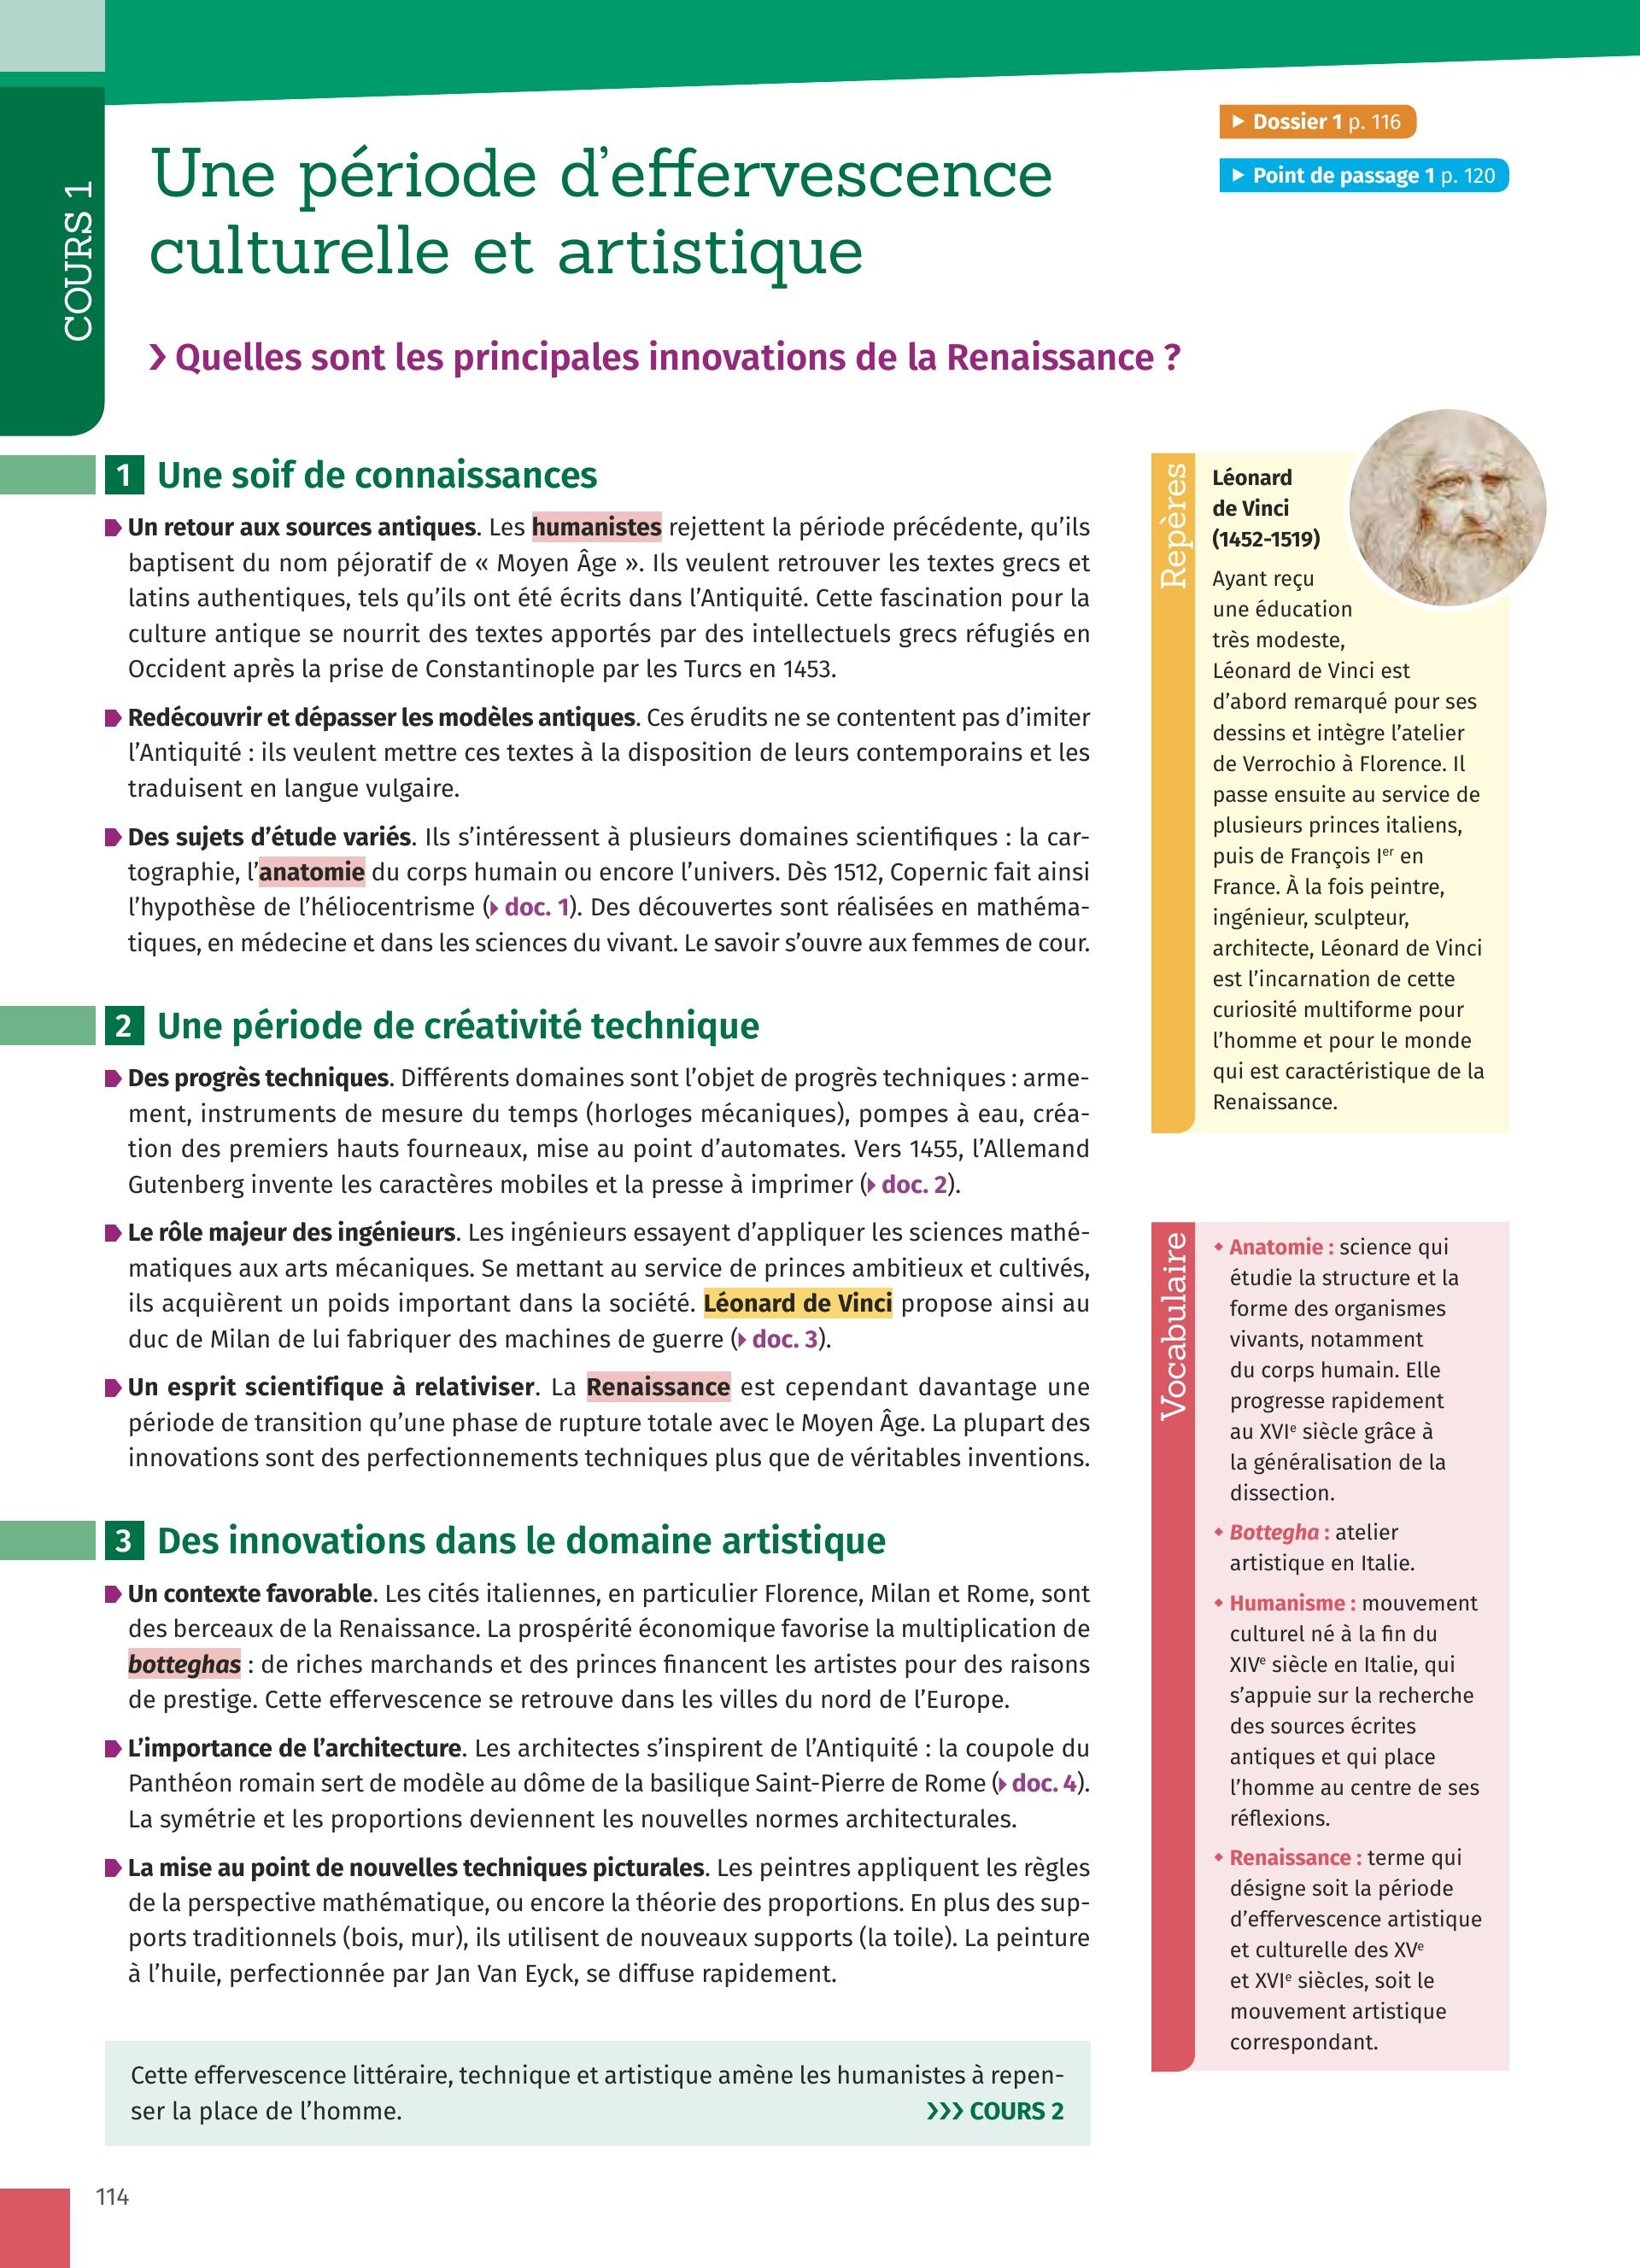 COURS 1
▶ Dossier 1 p. 116
▶ Point de passage 1 p. 120
Une période d’effervescence
culturelle et artistique
❯ Quelles sont les principales innovations de la Renaissance ?
1 Une soif de connaissances
Un retour aux sources antiques. Les humanistes rejettent la période précédente, qu’ils
baptisent du nom péjoratif de « Moyen Âge ». Ils veulent retrouver les textes grecs et
latins authentiques, tels qu’ils ont été écrits dans l’Antiquité. Cette fascination pour la
culture antique se nourrit des textes apportés par des intellectuels grecs réfugiés en
Occident après la prise de Constantinople par les Turcs en 1453.
Redécouvrir et dépasser les modèles antiques. Ces érudits ne se contentent pas d’imiter
l’Antiquité : ils veulent mettre ces textes à la disposition de leurs contemporains et les
traduisent en langue vulgaire.
Des sujets d’étude variés. Ils s’intéressent à plusieurs domaines scientifiques : la car-
tographie, l’anatomie du corps humain ou encore l’univers. Dès 1512, Copernic fait ainsi
l’hypothèse de l’héliocentrisme (▸ doc. 1). Des découvertes sont réalisées en mathéma-
tiques, en médecine et dans les sciences du vivant. Le savoir s’ouvre aux femmes de cour.
2 Une période de créativité technique
Des progrès techniques. Différents domaines sont l’objet de progrès techniques : arme-
ment, instruments de mesure du temps (horloges mécaniques), pompes à eau, créa-
tion des premiers hauts fourneaux, mise au point d’automates. Vers 1455, l’Allemand
Gutenberg invente les caractères mobiles et la presse à imprimer (▸ doc. 2).
Le rôle majeur des ingénieurs. Les ingénieurs essayent d’appliquer les sciences mathé-
matiques aux arts mécaniques. Se mettant au service de princes ambitieux et cultivés,
ils acquièrent un poids important dans la société. Léonard de Vinci propose ainsi au
duc de Milan de lui fabriquer des machines de guerre (▸ doc. 3).
Un esprit scientifique à relativiser. La Renaissance est cependant davantage une
période de transition qu’une phase de rupture totale avec le Moyen Âge. La plupart des
innovations sont des perfectionnements techniques plus que de véritables inventions.
3 Des innovations dans le domaine artistique
Un contexte favorable. Les cités italiennes, en particulier Florence, Milan et Rome, sont
des berceaux de la Renaissance. La prospérité économique favorise la multiplication de
botteghas : de riches marchands et des princes financent les artistes pour des raisons
de prestige. Cette effervescence se retrouve dans les villes du nord de l’Europe.
L’importance de l’architecture. Les architectes s’inspirent de l’Antiquité : la coupole du
Panthéon romain sert de modèle au dôme de la basilique Saint-Pierre de Rome (▸ doc. 4).
La symétrie et les proportions deviennent les nouvelles normes architecturales.
La mise au point de nouvelles techniques picturales. Les peintres appliquent les règles
de la perspective mathématique, ou encore la théorie des proportions. En plus des sup-
ports traditionnels (bois, mur), ils utilisent de nouveaux supports (la toile). La peinture
à l’huile, perfectionnée par Jan Van Eyck, se diffuse rapidement.
Cette effervescence littéraire, technique et artistique amène les humanistes à repen-
ser la place de l’homme. ❯❯❯ COURS 2
Repères
Léonard
de Vinci
(1452-1519)
Ayant reçu
une éducation
très modeste,
Léonard de Vinci est
d’abord remarqué pour ses
dessins et intègre l’atelier
de Verrochio à Florence. Il
passe ensuite au service de
plusieurs princes italiens,
puis de François Ier en
France. À la fois peintre,
ingénieur, sculpteur,
architecte, Léonard de Vinci
est l’incarnation de cette
curiosité multiforme pour
l’homme et pour le monde
qui est caractéristique de la
Renaissance.
Vocabulaire
Anatomie : science qui
étudie la structure et la
forme des organismes
vivants, notamment
du corps humain. Elle
progresse rapidement
au XVIe siècle grâce à
la généralisation de la
dissection.
Bottegha : atelier
artistique en Italie.
Humanisme : mouvement
culturel né à la fin du
XIVe siècle en Italie, qui
s’appuie sur la recherche
des sources écrites
antiques et qui place
l’homme au centre de ses
réflexions.
Renaissance : terme qui
désigne soit la période
d’effervescence artistique
et culturelle des XVe
et XVIe siècles, soit le
mouvement artistique
correspondant.
114